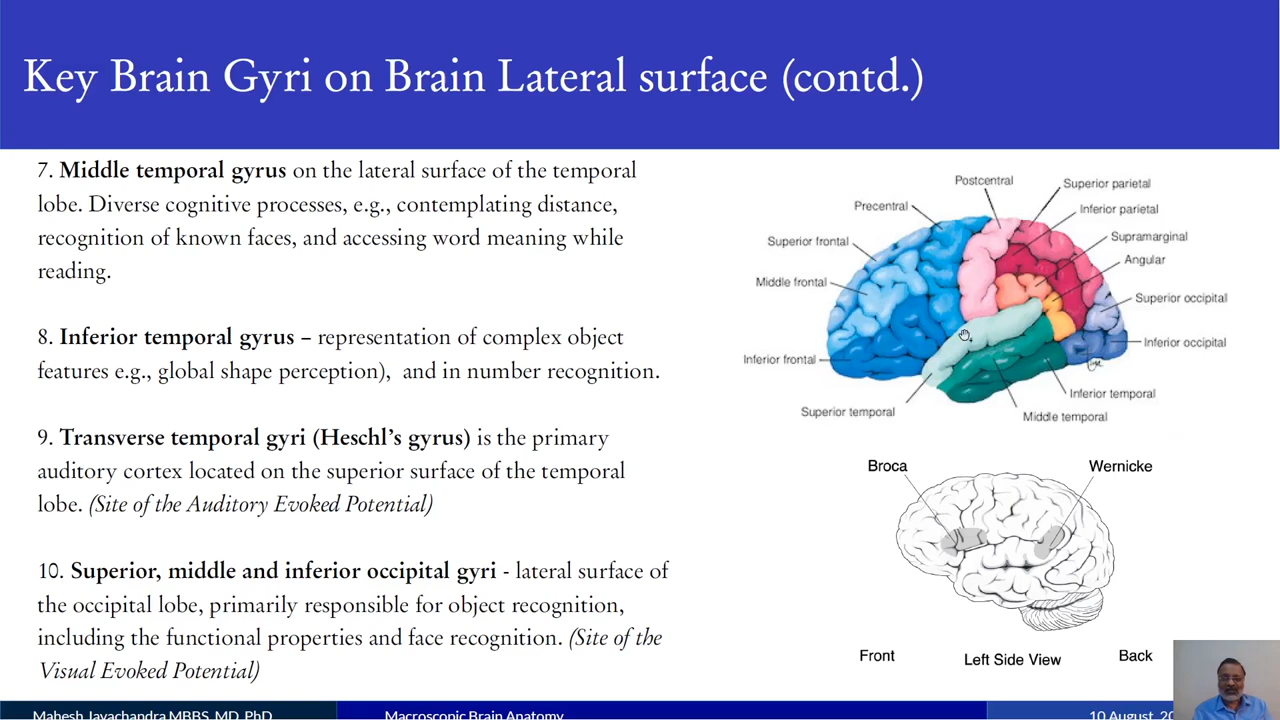 Key Brain Gyri on Brain Lateral surface (contd.)
7. Middle temporal gyrus on the lateral surface of the temporal
lobe. Diverse cognitive processes, e.g., contemplating distance,
recognition of known faces, and accessing word meaning while
reading.
8. Inferior temporal gyrus – representation of complex object
features e.g., global shape perception), and in number recognition.
9. Transverse temporal gyri (Heschl’s gyrus) is the primary
auditory cortex located on the superior surface of the temporal
lobe. (Site of the Auditory Evoked Potential)
10. Superior, middle and inferior occipital gyri - lateral surface of
the occipital lobe, primarily responsible for object recognition,
including the functional properties and face recognition. (Site of the
Visual Evoked Potential)
Postcentral
Superior parietal
Precentral
Inferior parietal
Superior frontal
Supramarginal
Angular
Middle frontal
Superior occipital
Inferior occipital
Inferior frontal
Inferior temporal
Superior temporal
Middle temporal
Broca
Wernicke
Front
Left Side View
Back
Mahesh Jayachandra MBBS, MD, PhD
Macroscopic Brain Anatomy
10 August, 20